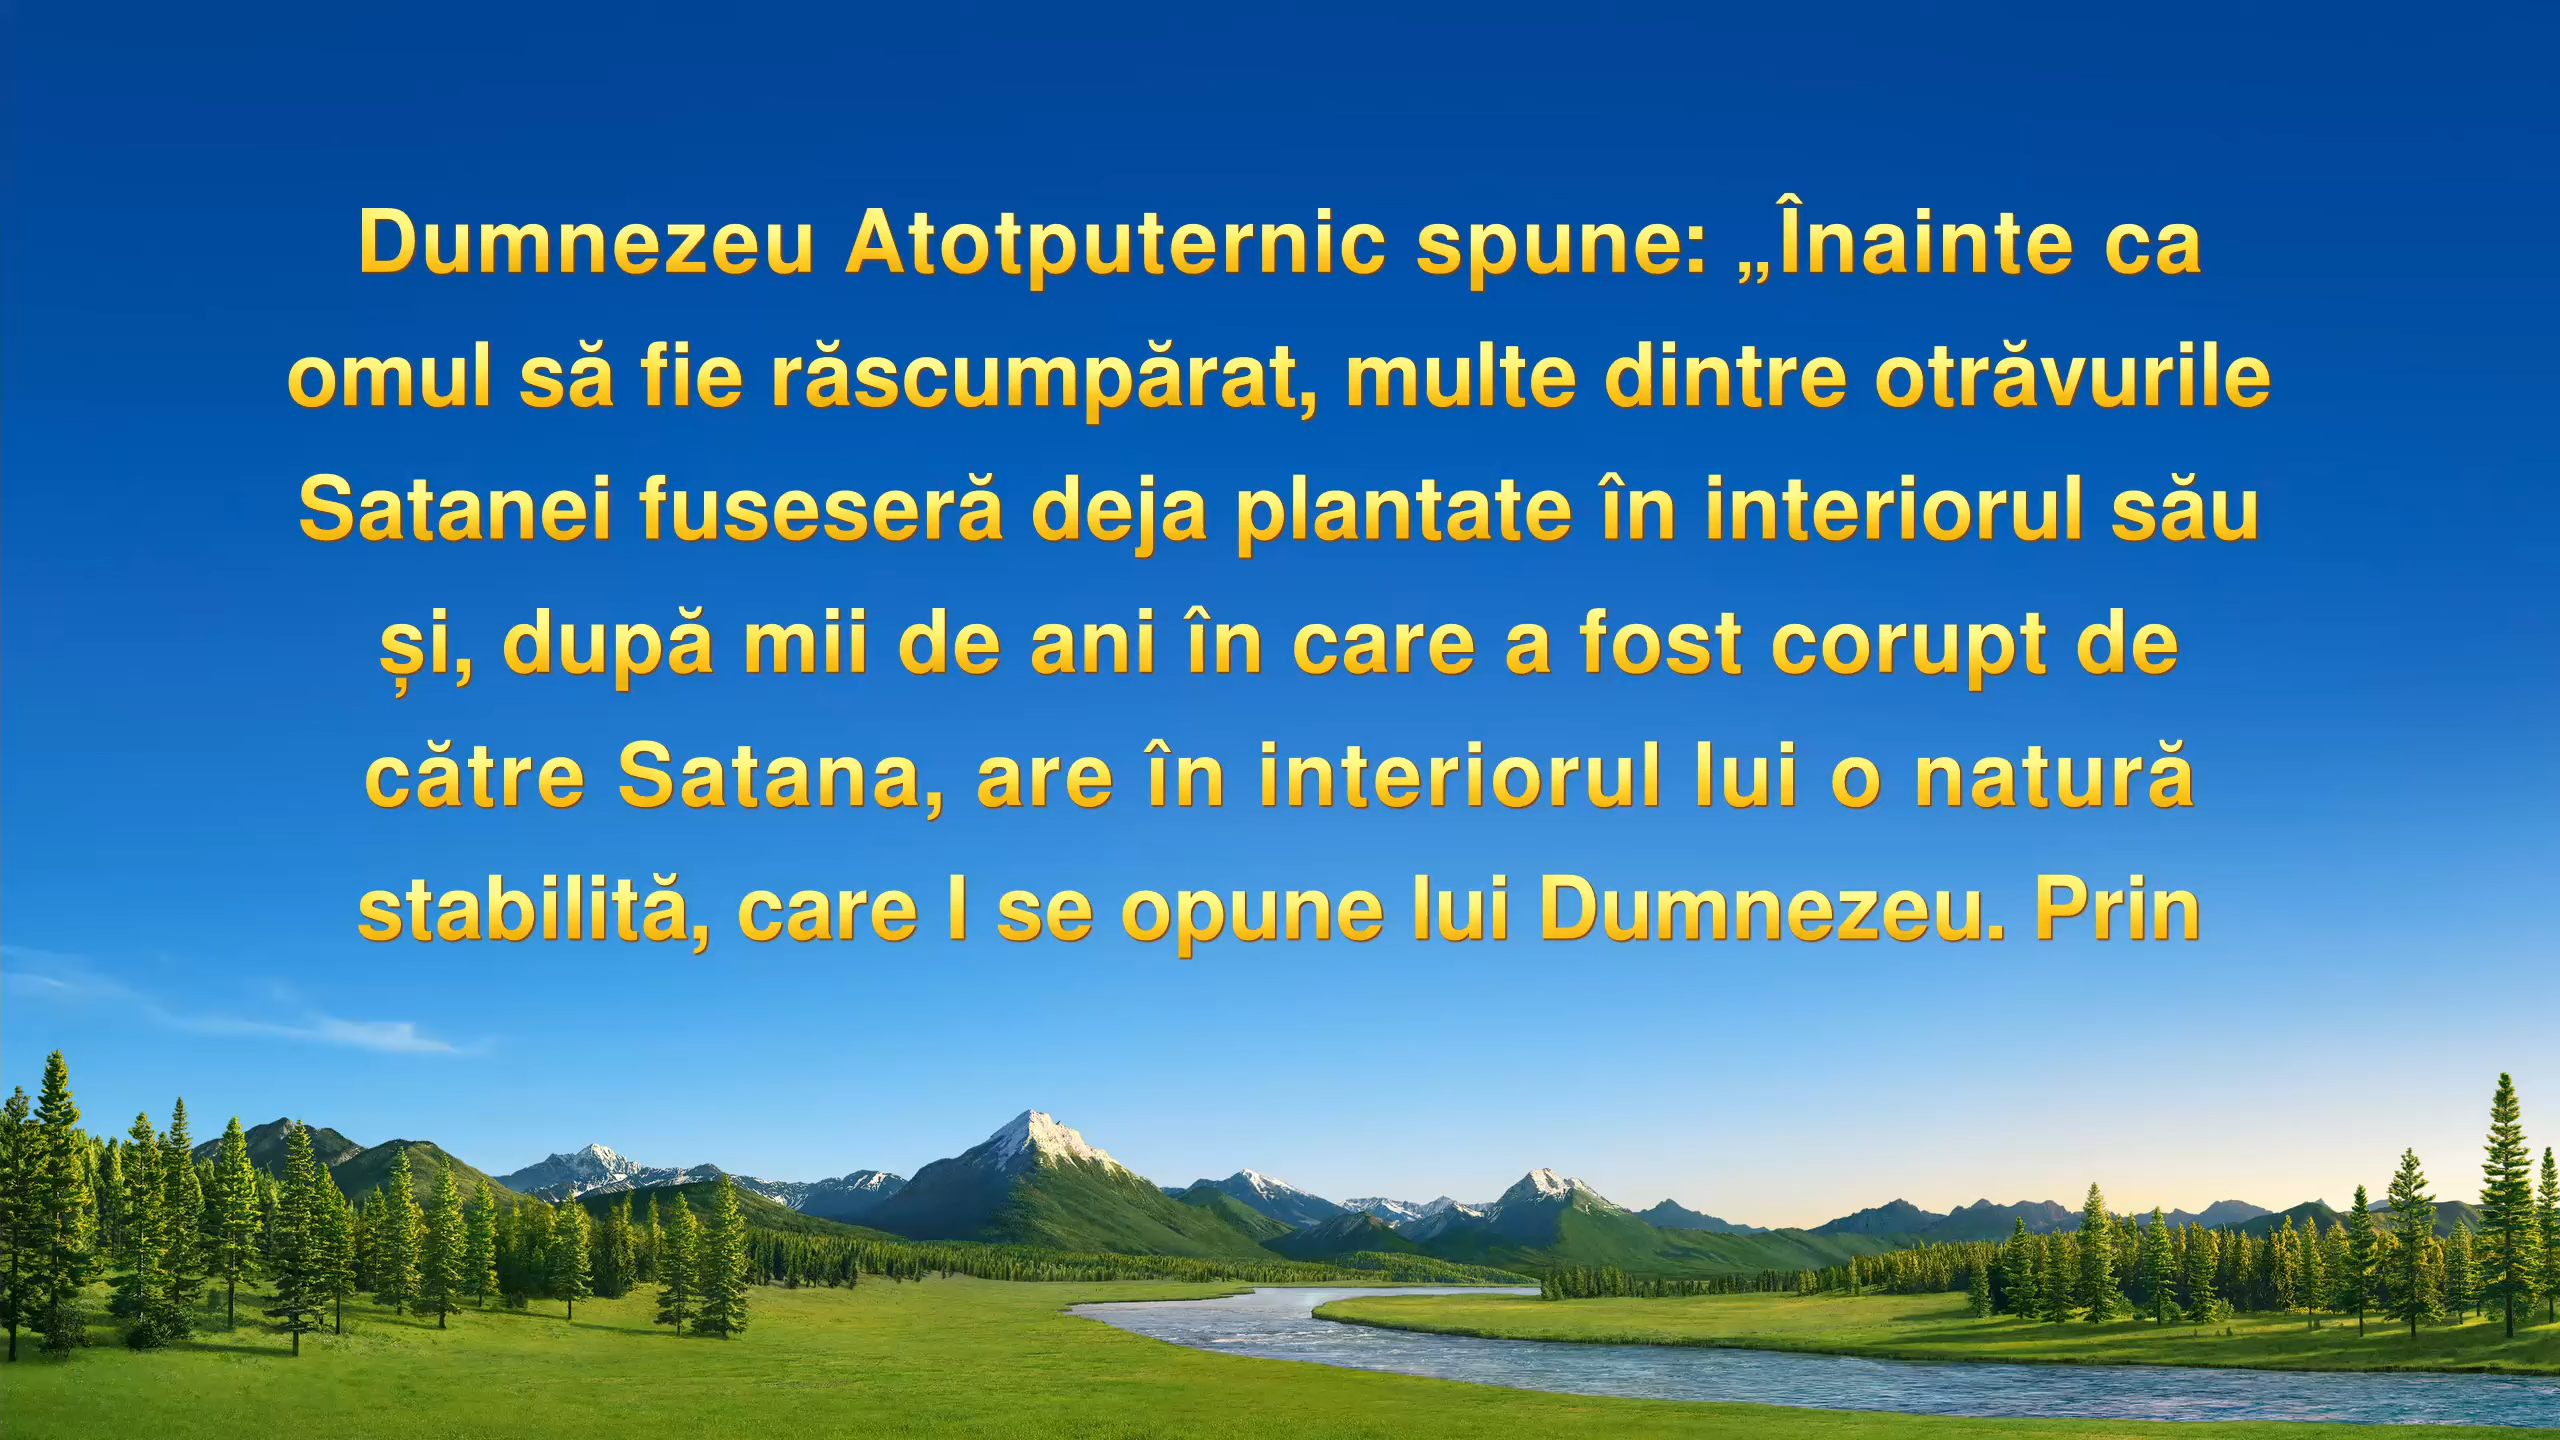 Dumnezeu Atotputernic spune: „Înainte ca
omul să fie răscumpărat, multe dintre otrăvurile
Satanei fuseseră deja plantate în interiorul său
și, după mii de ani în care a fost corupt de
către Satana, are în interiorul lui o natură
stabilită, care I se opune lui Dumnezeu. Prin